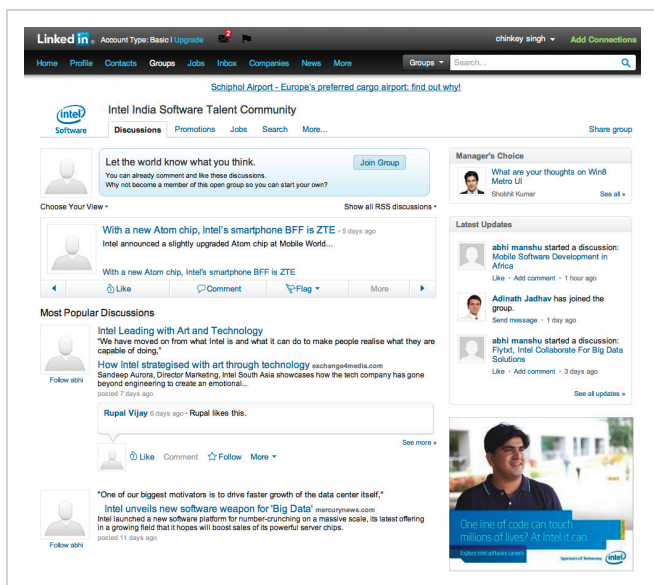 Linked in
Account Type: Basic | Upgrade
2
chinkey singh
Add Connections
Home Profile Contacts Groups Jobs Inbox Companies News More
Groups
Search...
Schiphol Airport - Europe's preferred cargo airport: find out why!
intel
Software
Intel India Software Talent Community
Discussions Promotions Jobs Search More...
Share group
Let the world know what you think.
You can already comment and like these discussions.
Why not become a member of this open group so you can start your own?
Join Group
Choose Your View
Show all RSS discussions
With a new Atom chip, Intel's smartphone BFF is ZTE • 5 days ago
Intel announced a slightly upgraded Atom chip at Mobile World...
With a new Atom chip, Intel's smartphone BFF is ZTE
Like Comment Flag More
Most Popular Discussions
Follow abhi
Intel Leading with Art and Technology
"We have moved on from what Intel is and what it can do to make people realise what they are
capable of doing,"
How Intel strategised with art through technology exchange4media.com
Sandeep Aurora, Director Marketing, Intel South Asia showcases how the tech company has gone
beyond engineering to create an emotional...
posted 7 days ago
Rupal Vijay 6 days ago • Rupal likes this.
See more »
Like Comment Follow More
Follow abhi
"One of our biggest motivators is to drive faster growth of the data center itself,"
Intel unveils new software weapon for 'Big Data' mercurynews.com
Intel launched a new software platform for number-crunching on a massive scale, its latest offering
in a growing field that it hopes will boost sales of its powerful server chips.
posted 11 days ago
Manager's Choice
What are your thoughts on Win8
Metro UI
Shobhit Kumar
See all »
Latest Updates
abhi manshu started a discussion:
Mobile Software Development in
Africa
Like • Add comment • 1 hour ago
Adinath Jadhav has joined the
group.
Send message • 1 day ago
abhi manshu started a discussion:
Flytxt, Intel Collaborate For Big Data
Solutions
Like • Add comment • 3 days ago
See all updates »
One line of code can touch
millions of lives? At Intel it can.
Explore Intel software careers
Sponsors of Tomorrow.
intel